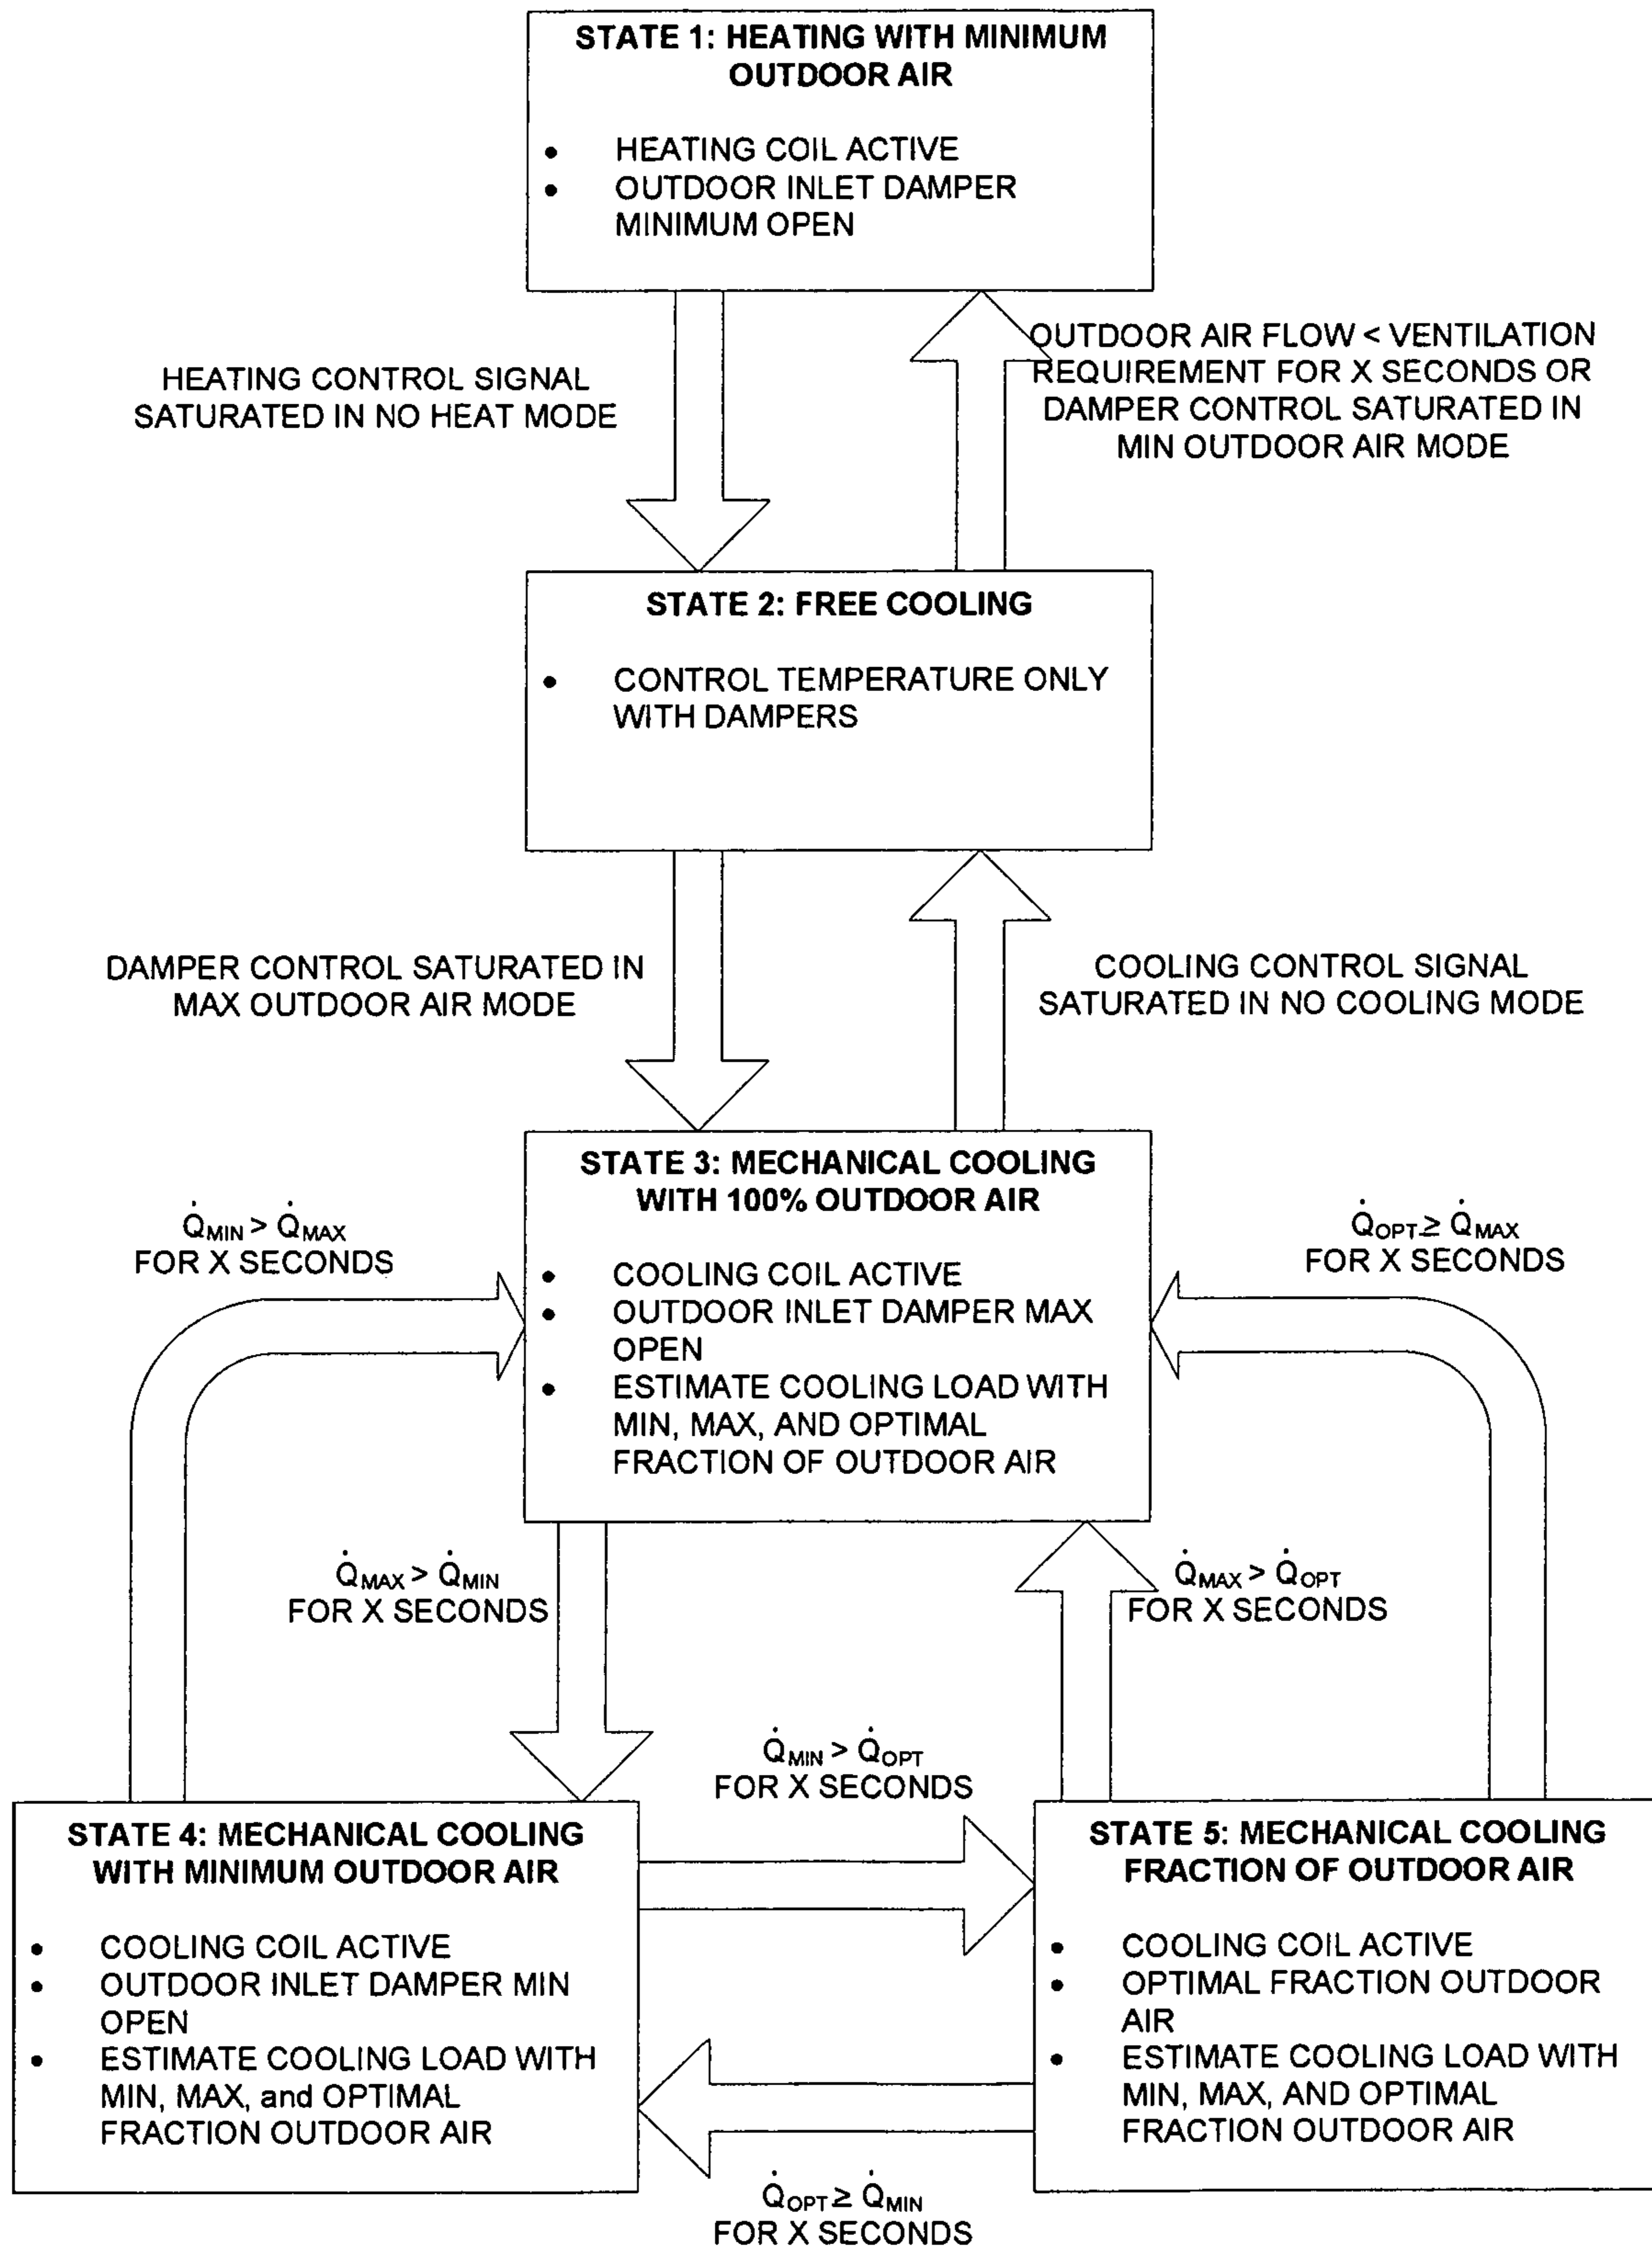 STATE 1: HEATING WITH MINIMUM
OUTDOOR AIR
• HEATING COIL ACTIVE
• OUTDOOR INLET DAMPER
MINIMUM OPEN
HEATING CONTROL SIGNAL
SATURATED IN NO HEAT MODE
OUTDOOR AIR FLOW < VENTILATION
REQUIREMENT FOR X SECONDS OR
DAMPER CONTROL SATURATED IN
MIN OUTDOOR AIR MODE
STATE 2: FREE COOLING
• CONTROL TEMPERATURE ONLY
WITH DAMPERS
DAMPER CONTROL SATURATED IN
MAX OUTDOOR AIR MODE
COOLING CONTROL SIGNAL
SATURATED IN NO COOLING MODE
STATE 3: MECHANICAL COOLING
WITH 100% OUTDOOR AIR
• COOLING COIL ACTIVE
• OUTDOOR INLET DAMPER MAX
OPEN
• ESTIMATE COOLING LOAD WITH
MIN, MAX, AND OPTIMAL
FRACTION OF OUTDOOR AIR
Q̇MIN > Q̇MAX
FOR X SECONDS
Q̇OPT ≥ Q̇MAX
FOR X SECONDS
Q̇MAX > Q̇MIN
FOR X SECONDS
Q̇MAX > Q̇OPT
FOR X SECONDS
Q̇MIN > Q̇OPT
FOR X SECONDS
STATE 4: MECHANICAL COOLING
WITH MINIMUM OUTDOOR AIR
• COOLING COIL ACTIVE
• OUTDOOR INLET DAMPER MIN
OPEN
• ESTIMATE COOLING LOAD WITH
MIN, MAX, and OPTIMAL
FRACTION OUTDOOR AIR
STATE 5: MECHANICAL COOLING
FRACTION OF OUTDOOR AIR
• COOLING COIL ACTIVE
• OPTIMAL FRACTION OUTDOOR
AIR
• ESTIMATE COOLING LOAD WITH
MIN, MAX, AND OPTIMAL
FRACTION OUTDOOR AIR
Q̇OPT ≥ Q̇MIN
FOR X SECONDS